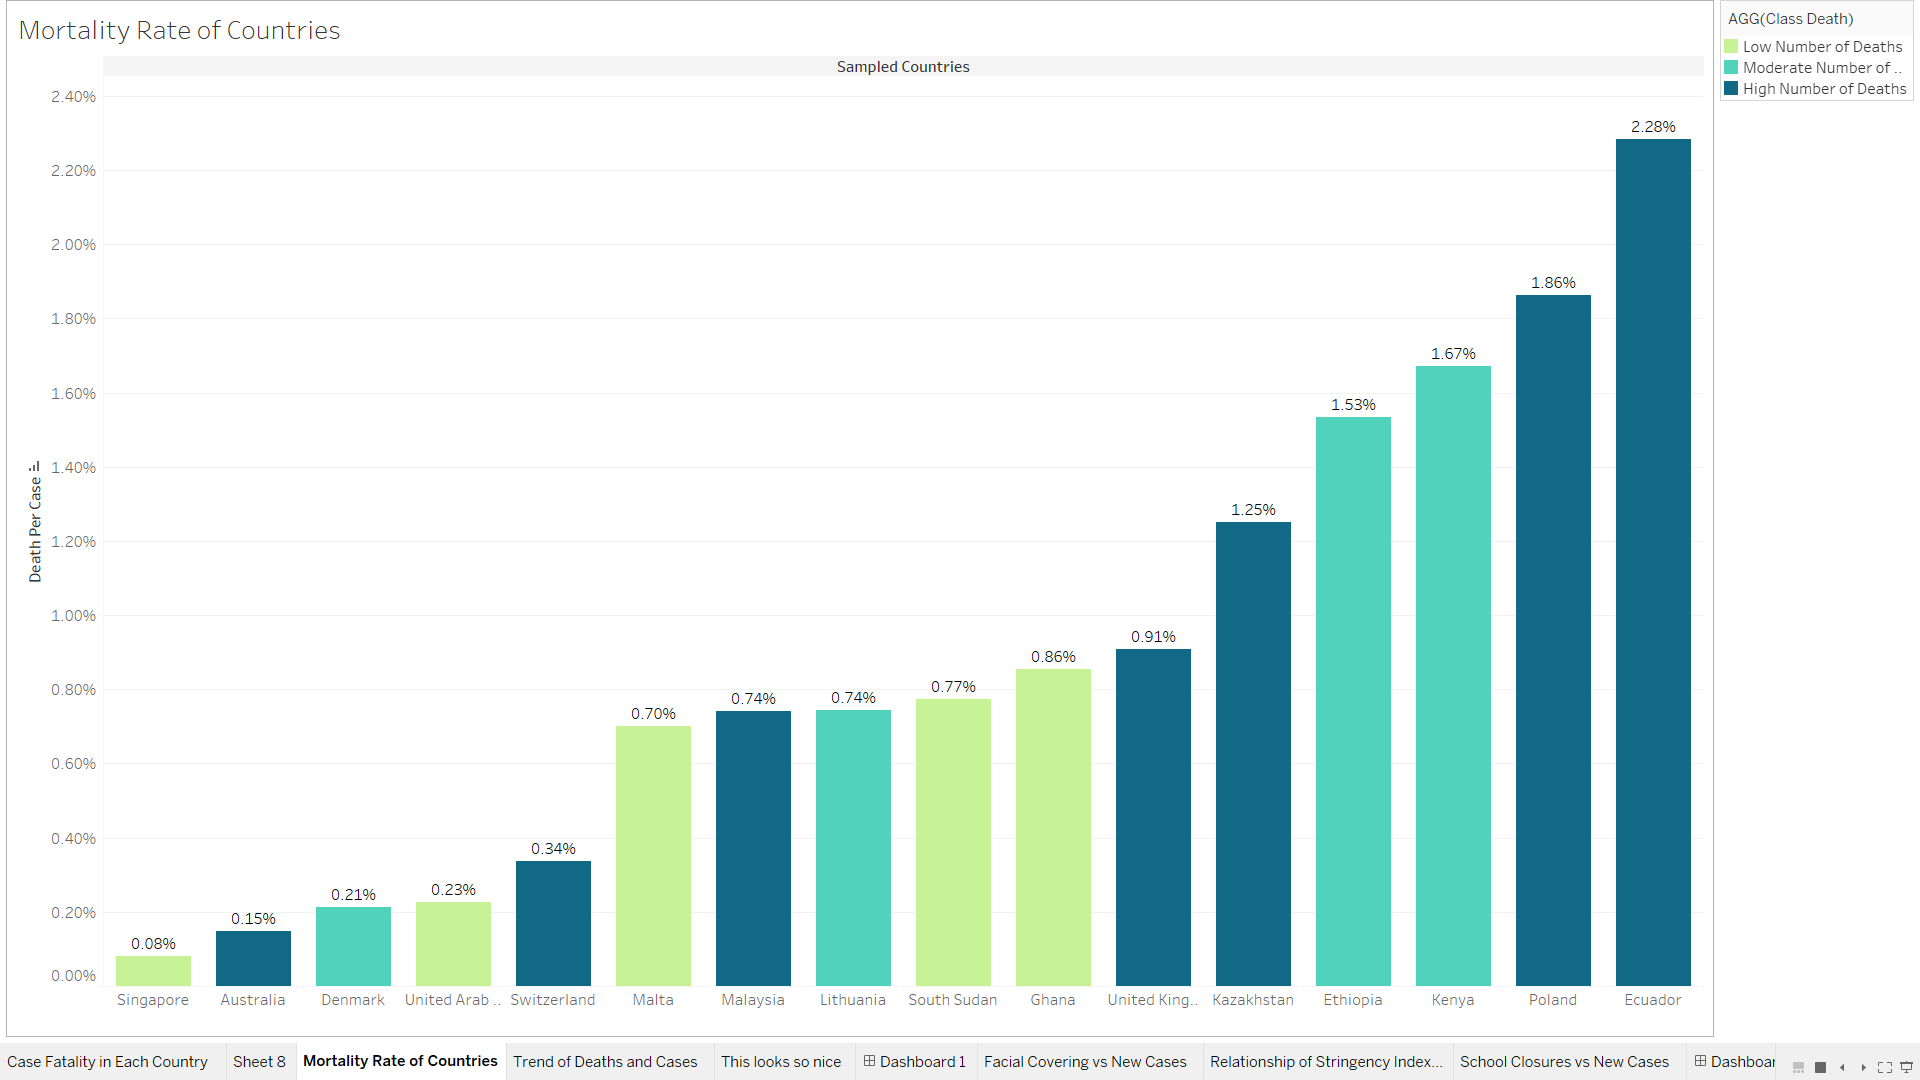 Mortality Rate of Countries
AGG(Class Death)
Low Number of Deaths
Moderate Number of ..
High Number of Deaths
Sampled Countries
Death Per Case
2.40%
2.20%
2.00%
1.80%
1.60%
1.40%
1.20%
1.00%
0.80%
0.60%
0.40%
0.20%
0.00%
0.08% 0.15% 0.21% 0.23% 0.34% 0.70% 0.74% 0.74% 0.77% 0.86% 0.91% 1.25% 1.53% 1.67% 1.86% 2.28%
Singapore Australia Denmark United Arab .. Switzerland Malta Malaysia Lithuania South Sudan Ghana United King.. Kazakhstan Ethiopia Kenya Poland Ecuador
Case Fatality in Each Country Sheet 8 Mortality Rate of Countries Trend of Deaths and Cases This looks so nice Dashboard 1 Facial Covering vs New Cases Relationship of Stringency Index... School Closures vs New Cases Dashboar